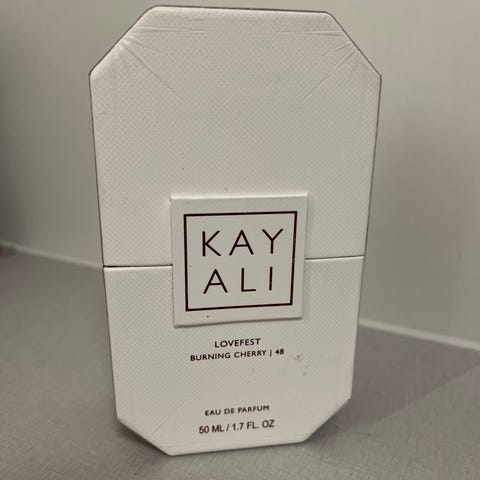 KAY
ALI
LOVEFEST
BURNING CHERRY | 48
EAU DE PARFUM
50 ML / 1.7 FL. OZ